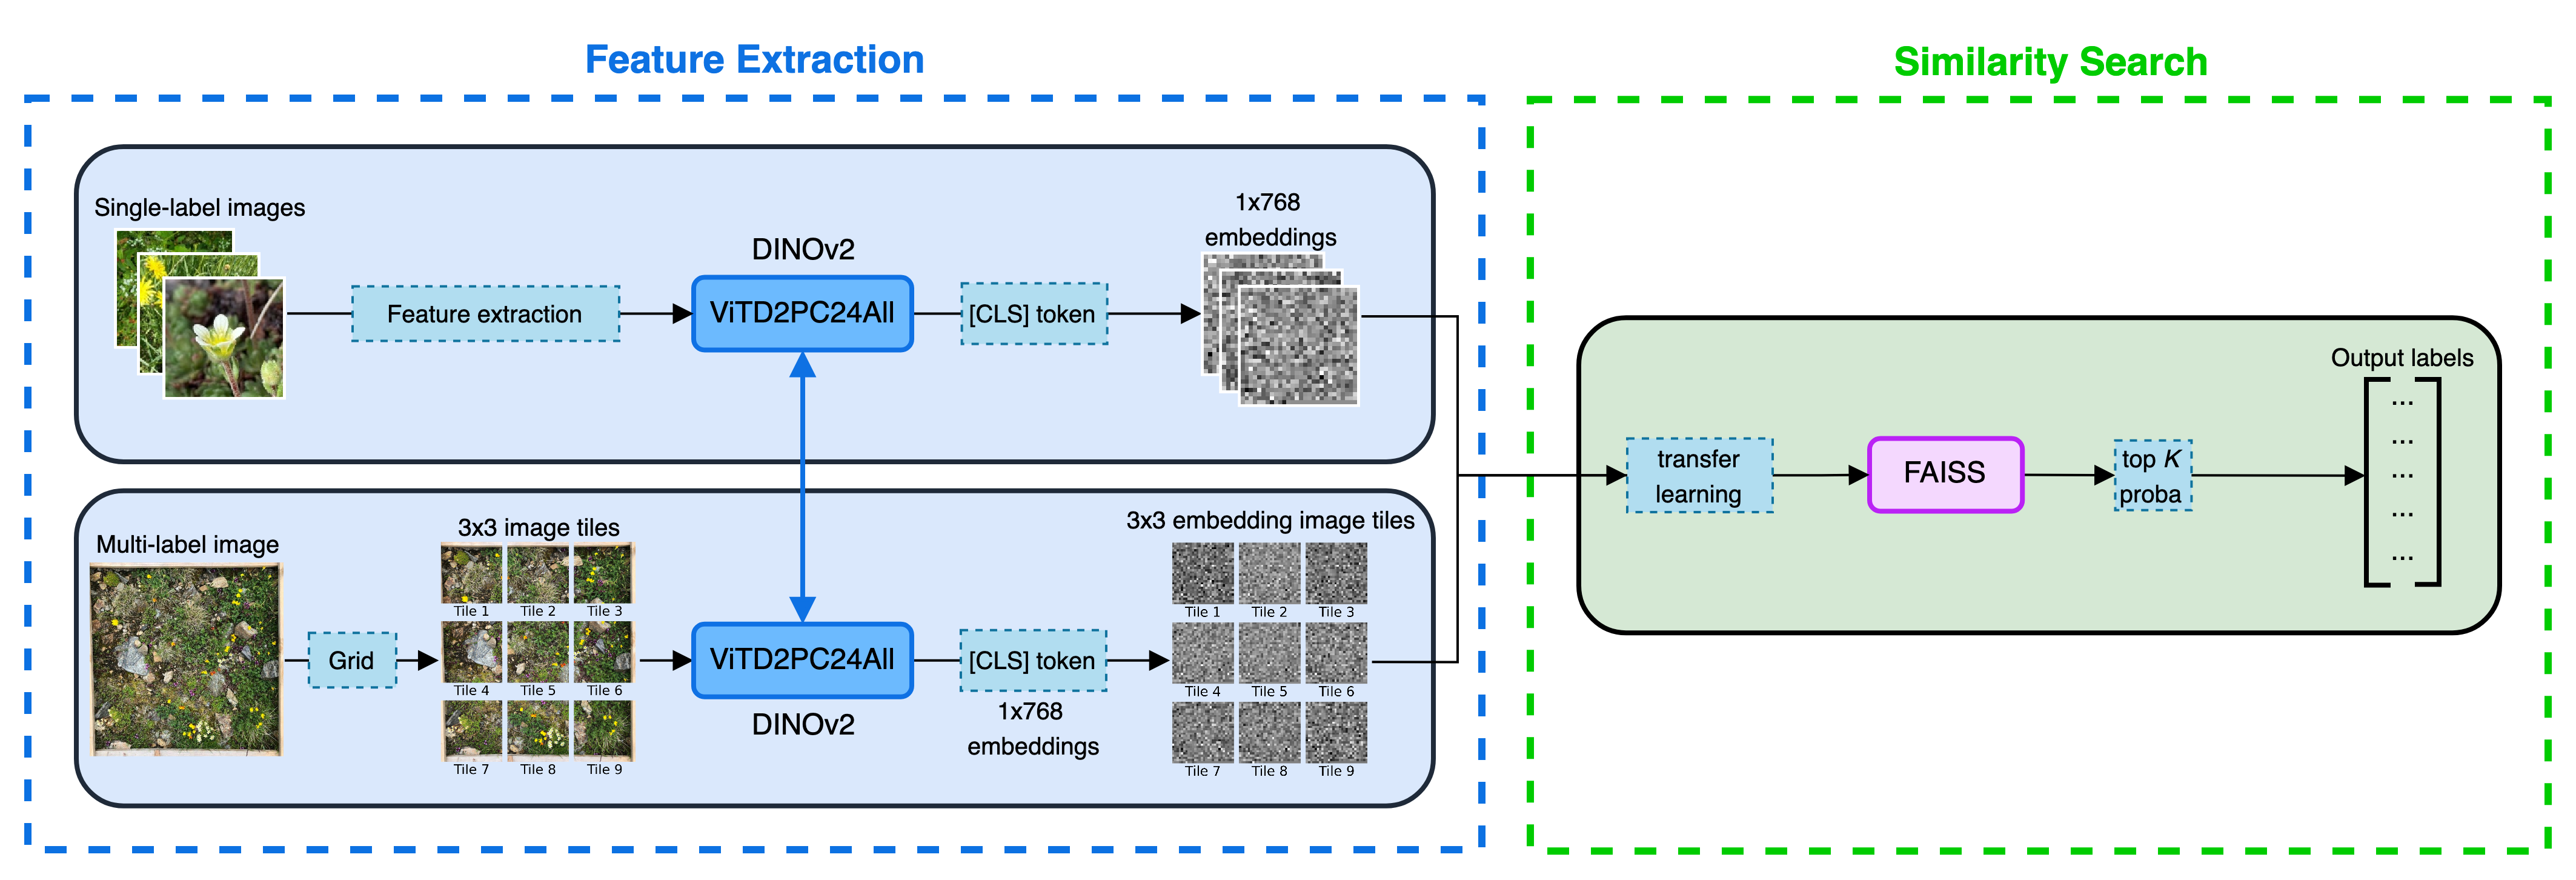 Feature Extraction
Similarity Search
Single-label images
Feature extraction
DINOv2
ViTD2PC24All
[CLS] token
1x768
embeddings
Multi-label image
Grid
3x3 image tiles
Tile 1 Tile 2 Tile 3
Tile 4 Tile 5 Tile 6
Tile 7 Tile 8 Tile 9
ViTD2PC24All
DINOv2
[CLS] token
1x768
embeddings
3x3 embedding image tiles
Tile 1 Tile 2 Tile 3
Tile 4 Tile 5 Tile 6
Tile 7 Tile 8 Tile 9
transfer
learning
FAISS
top K
proba
Output labels
...
...
...
...
...